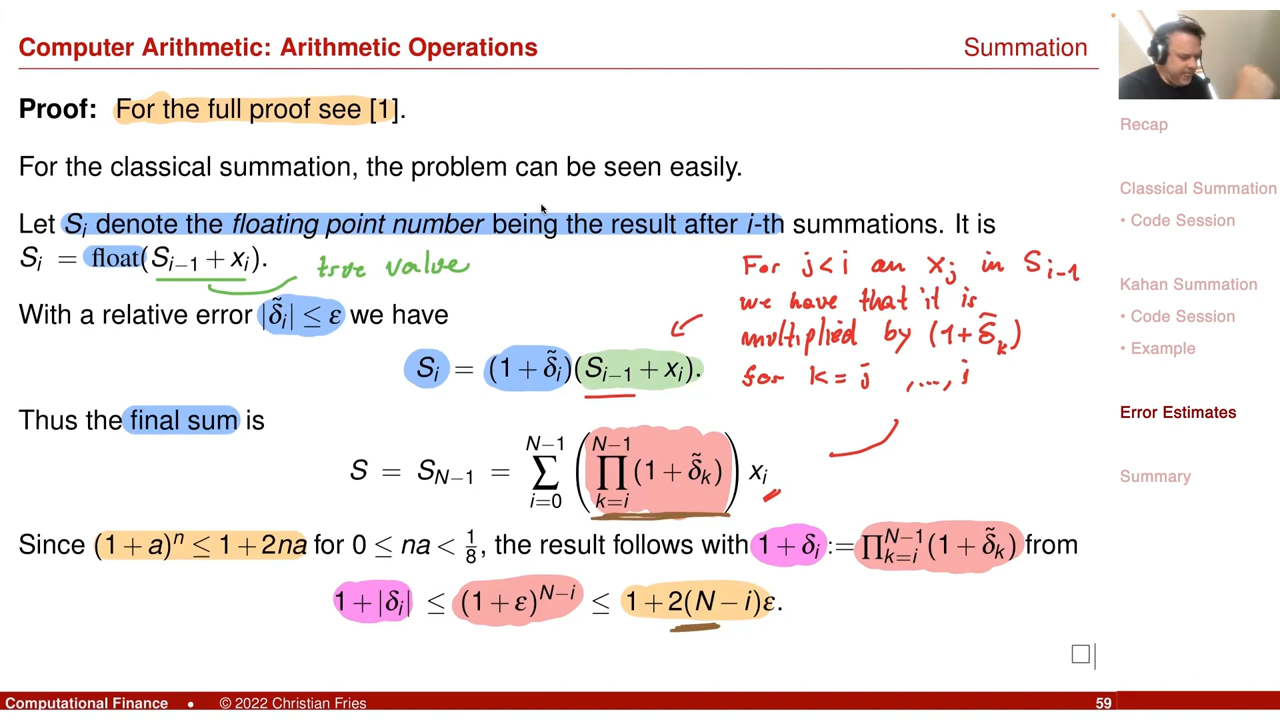 Computer Arithmetic: Arithmetic Operations
Summation
Proof: For the full proof see [1].
For the classical summation, the problem can be seen easily.
Let S_i denote the floating point number being the result after i-th summations. It is
S_i = float(S_{i−1} + x_i).
true value
With a relative error |δ̃_i| ≤ ε we have
S_i = (1 + δ̃_i)(S_{i−1} + x_i).
For j < i an x_j in S_{i−1}
we have that it is
multiplied by (1+δ̃_k)
for k = j ,..., i
Thus the final sum is
S = S_{N−1} = ∑_{i=0}^{N−1} (∏_{k=i}^{N−1} (1 + δ̃_k)) x_i
Since (1 + a)^n ≤ 1 + 2na for 0 ≤ na < 1/8, the result follows with 1 + δ_i := ∏_{k=i}^{N−1}(1 + δ̃_k) from
1 + |δ_i| ≤ (1 + ε)^{N−i} ≤ 1 + 2(N − i)ε.
□
Recap
Classical Summation
• Code Session
Kahan Summation
• Code Session
• Example
Error Estimates
Summary
Computational Finance • © 2022 Christian Fries
59